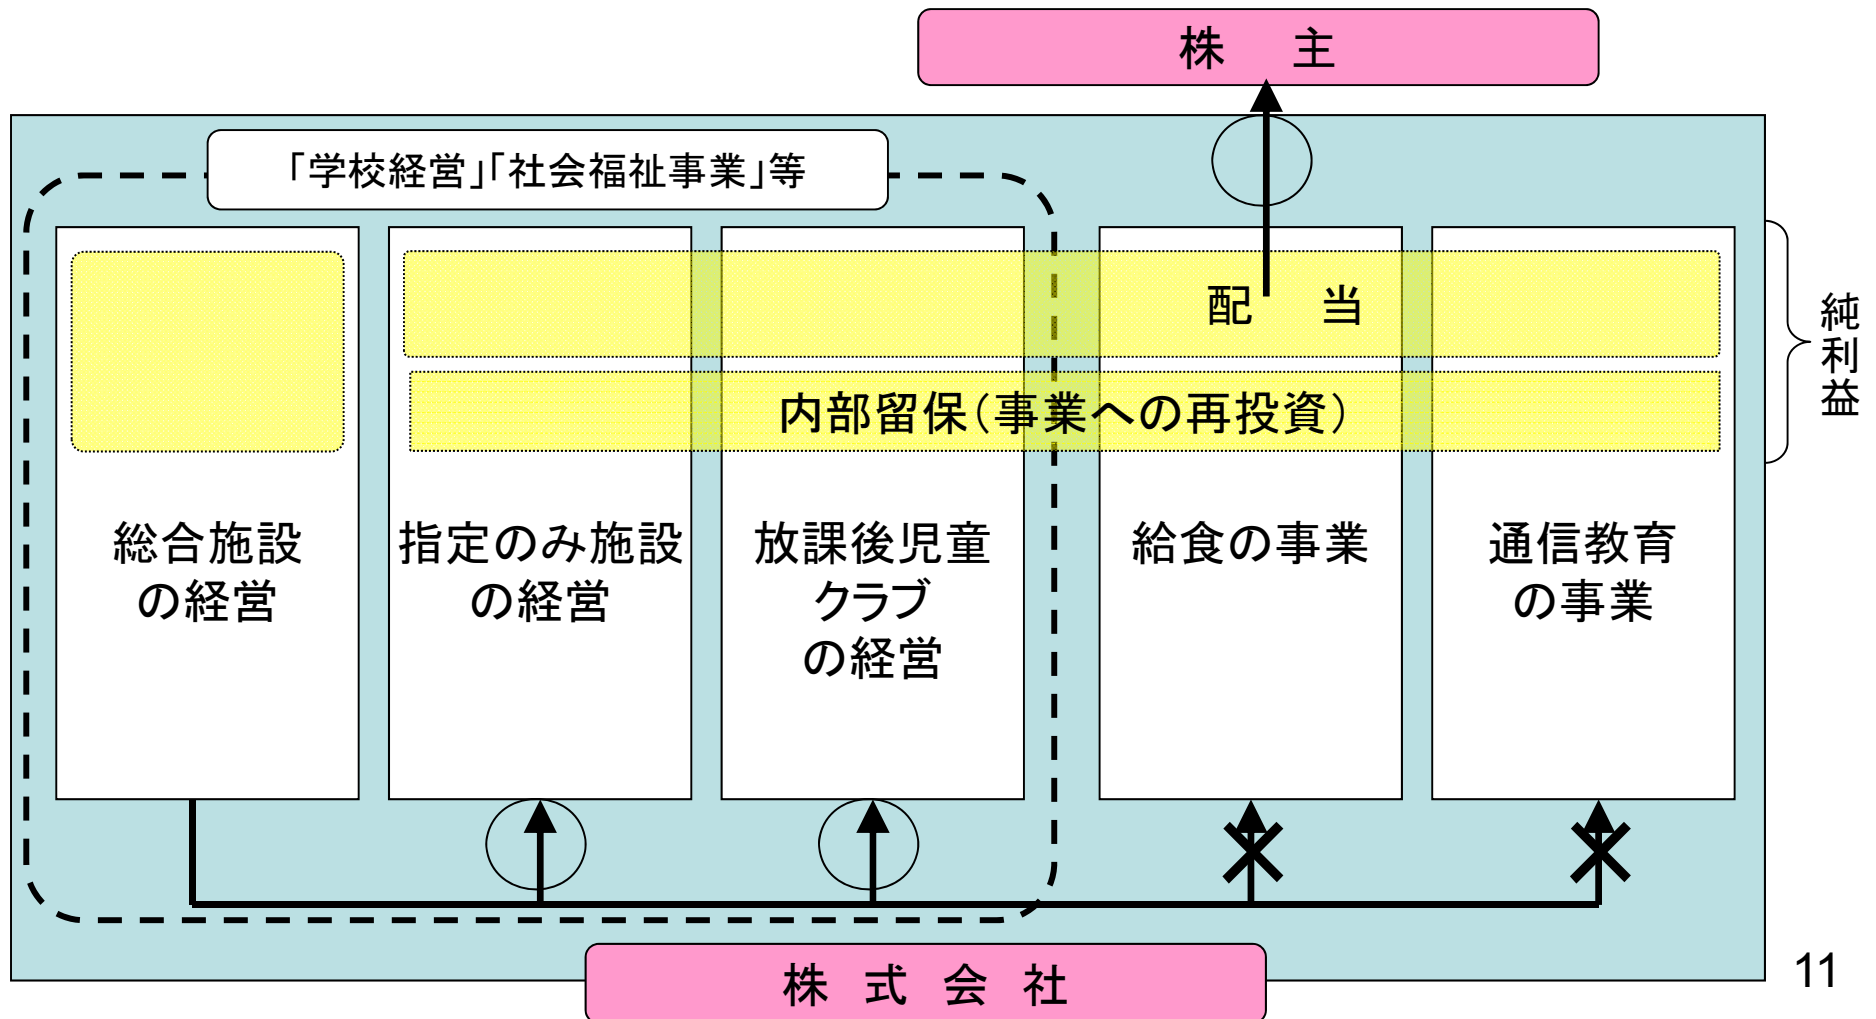 株 主
「学校経営」「社会福祉事業」等
配 当
純利益
内部留保(事業への再投資)
総合施設
の経営
指定のみ施設
の経営
放課後児童
クラブ
の経営
給食の事業
通信教育
の事業
株 式 会 社
11